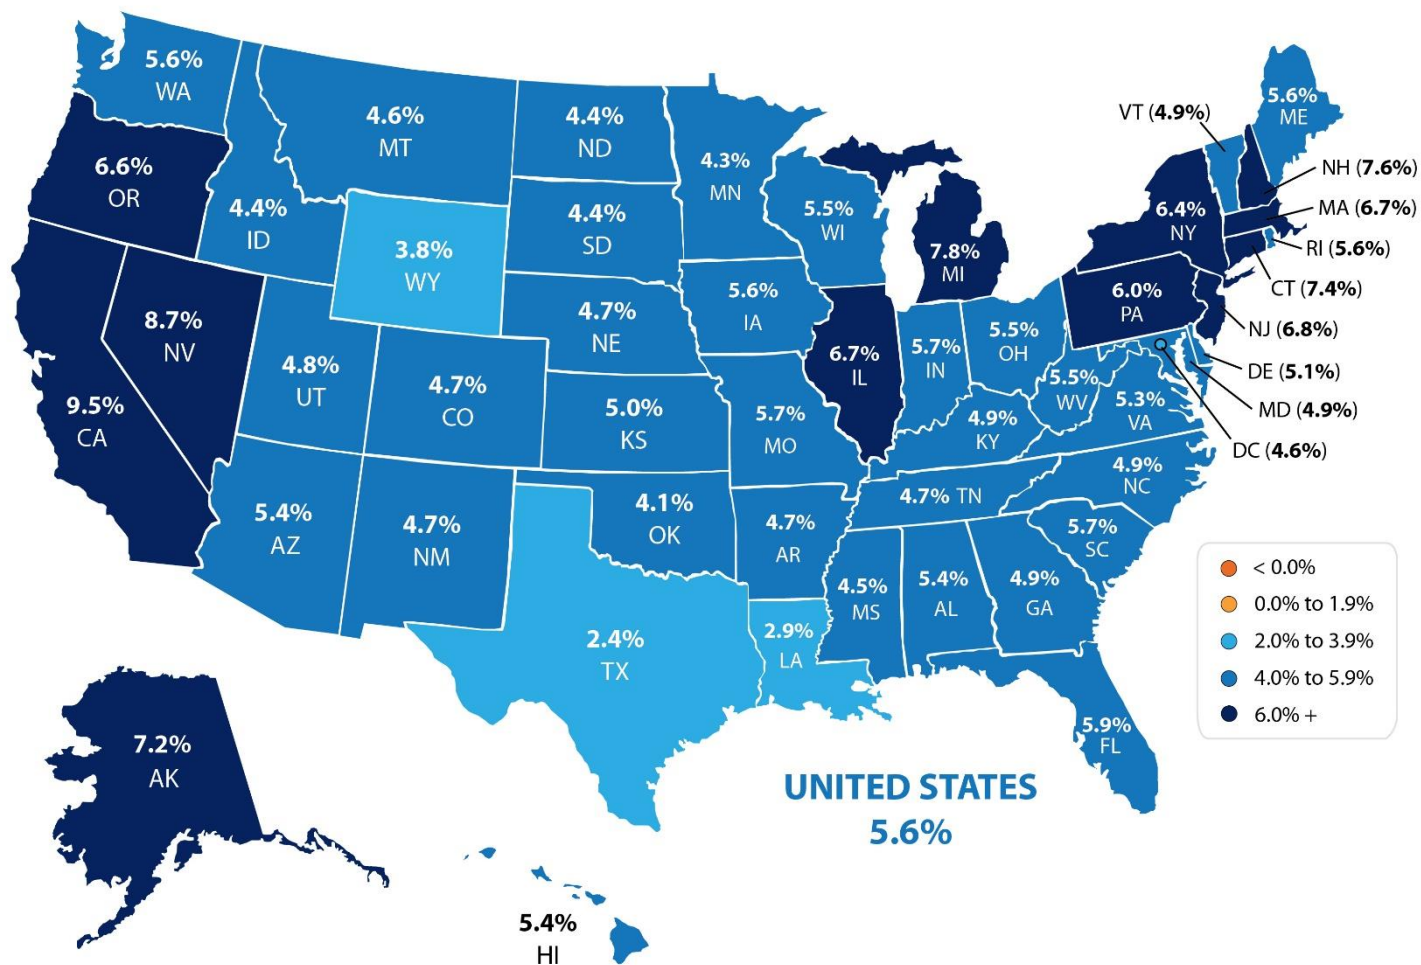 5.6%
WA
6.6%
OR
9.5%
CA
8.7%
NV
4.4%
ID
4.6%
MT
3.8%
WY
4.8%
UT
4.7%
CO
5.4%
AZ
4.7%
NM
4.4%
ND
4.4%
SD
4.7%
NE
5.0%
KS
4.1%
OK
2.4%
TX
4.3%
MN
5.6%
IA
5.7%
MO
4.7%
AR
2.9%
LA
5.5%
WI
6.7%
IL
7.8%
MI
5.7%
IN
5.5%
OH
4.9%
KY
4.7% TN
4.5%
MS
5.4%
AL
4.9%
GA
5.9%
FL
5.7%
SC
4.9%
NC
5.3%
VA
5.5%
WV
6.0%
PA
6.4%
NY
5.6%
ME
VT (4.9%)
NH (7.6%)
MA (6.7%)
RI (5.6%)
CT (7.4%)
NJ (6.8%)
DE (5.1%)
MD (4.9%)
DC (4.6%)
< 0.0%
0.0% to 1.9%
2.0% to 3.9%
4.0% to 5.9%
6.0% +
7.2%
AK
5.4%
HI
UNITED STATES
5.6%